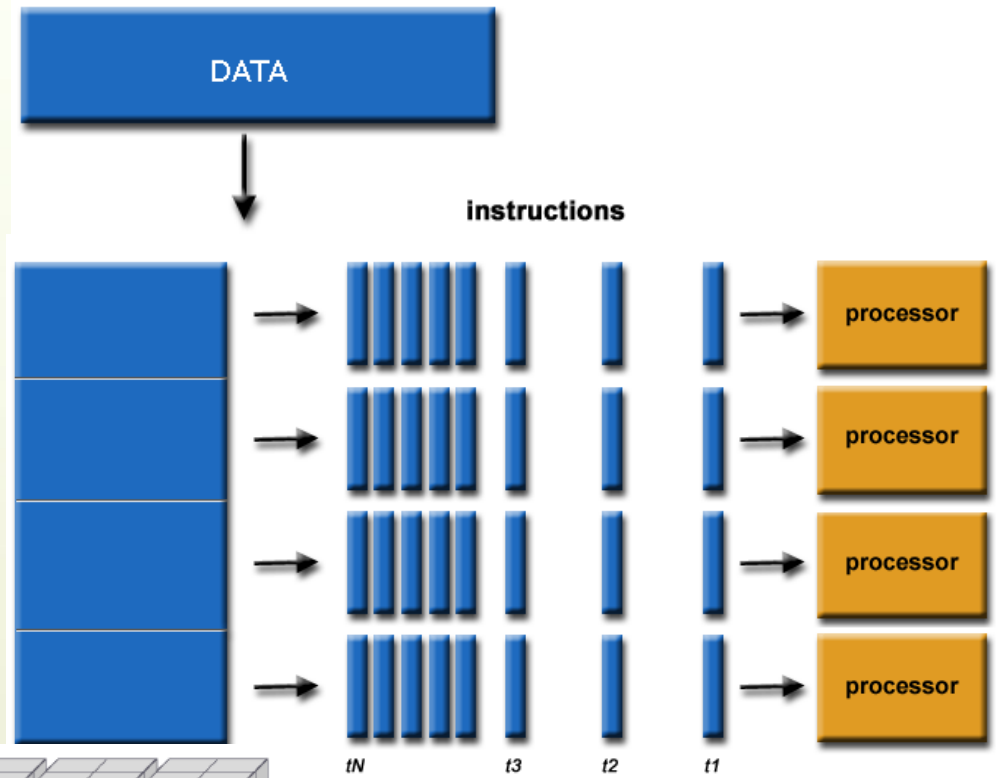 DATA
instructions
processor
processor
processor
processor
tN t3 t2 t1